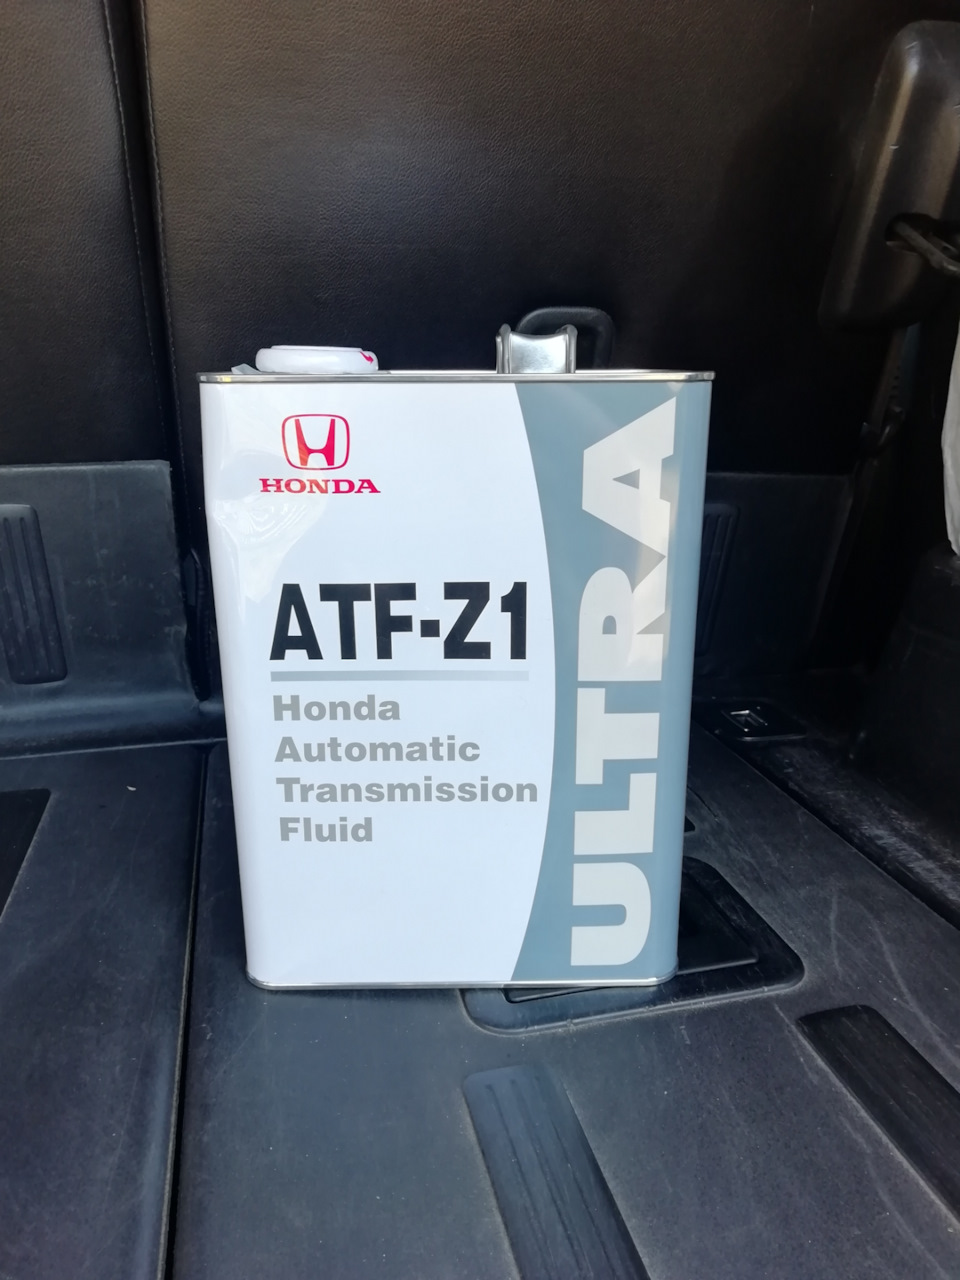 HONDA
ATF-Z1
Honda
Automatic
Transmission
Fluid
ULTRA